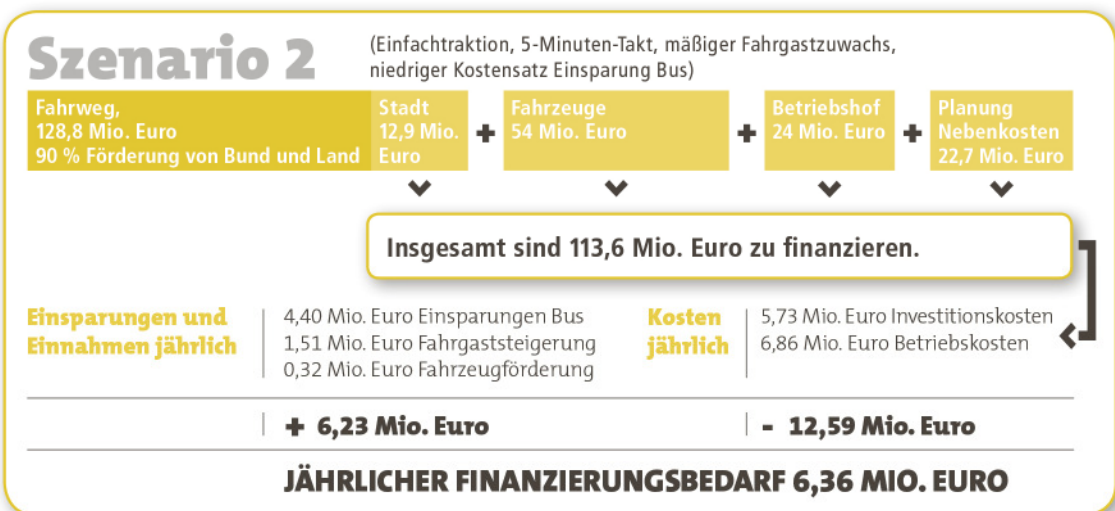 Szenario 2
(Einfachtraktion, 5-Minuten-Takt, mäßiger Fahrgastzuwachs,
niedriger Kostensatz Einsparung Bus)
Fahrweg,
128,8 Mio. Euro
90 % Förderung von Bund und Land
Stadt
12,9 Mio.
Euro
+
Fahrzeuge
54 Mio. Euro
+
Betriebshof
24 Mio. Euro
+
Planung
Nebenkosten
22,7 Mio. Euro
Insgesamt sind 113,6 Mio. Euro zu finanzieren.
Einsparungen und
Einnahmen jährlich
4,40 Mio. Euro Einsparungen Bus
1,51 Mio. Euro Fahrgaststeigerung
0,32 Mio. Euro Fahrzeugförderung
Kosten
jährlich
5,73 Mio. Euro Investitionskosten
6,86 Mio. Euro Betriebskosten
+ 6,23 Mio. Euro
- 12,59 Mio. Euro
JÄHRLICHER FINANZIERUNGSBEDARF 6,36 MIO. EURO